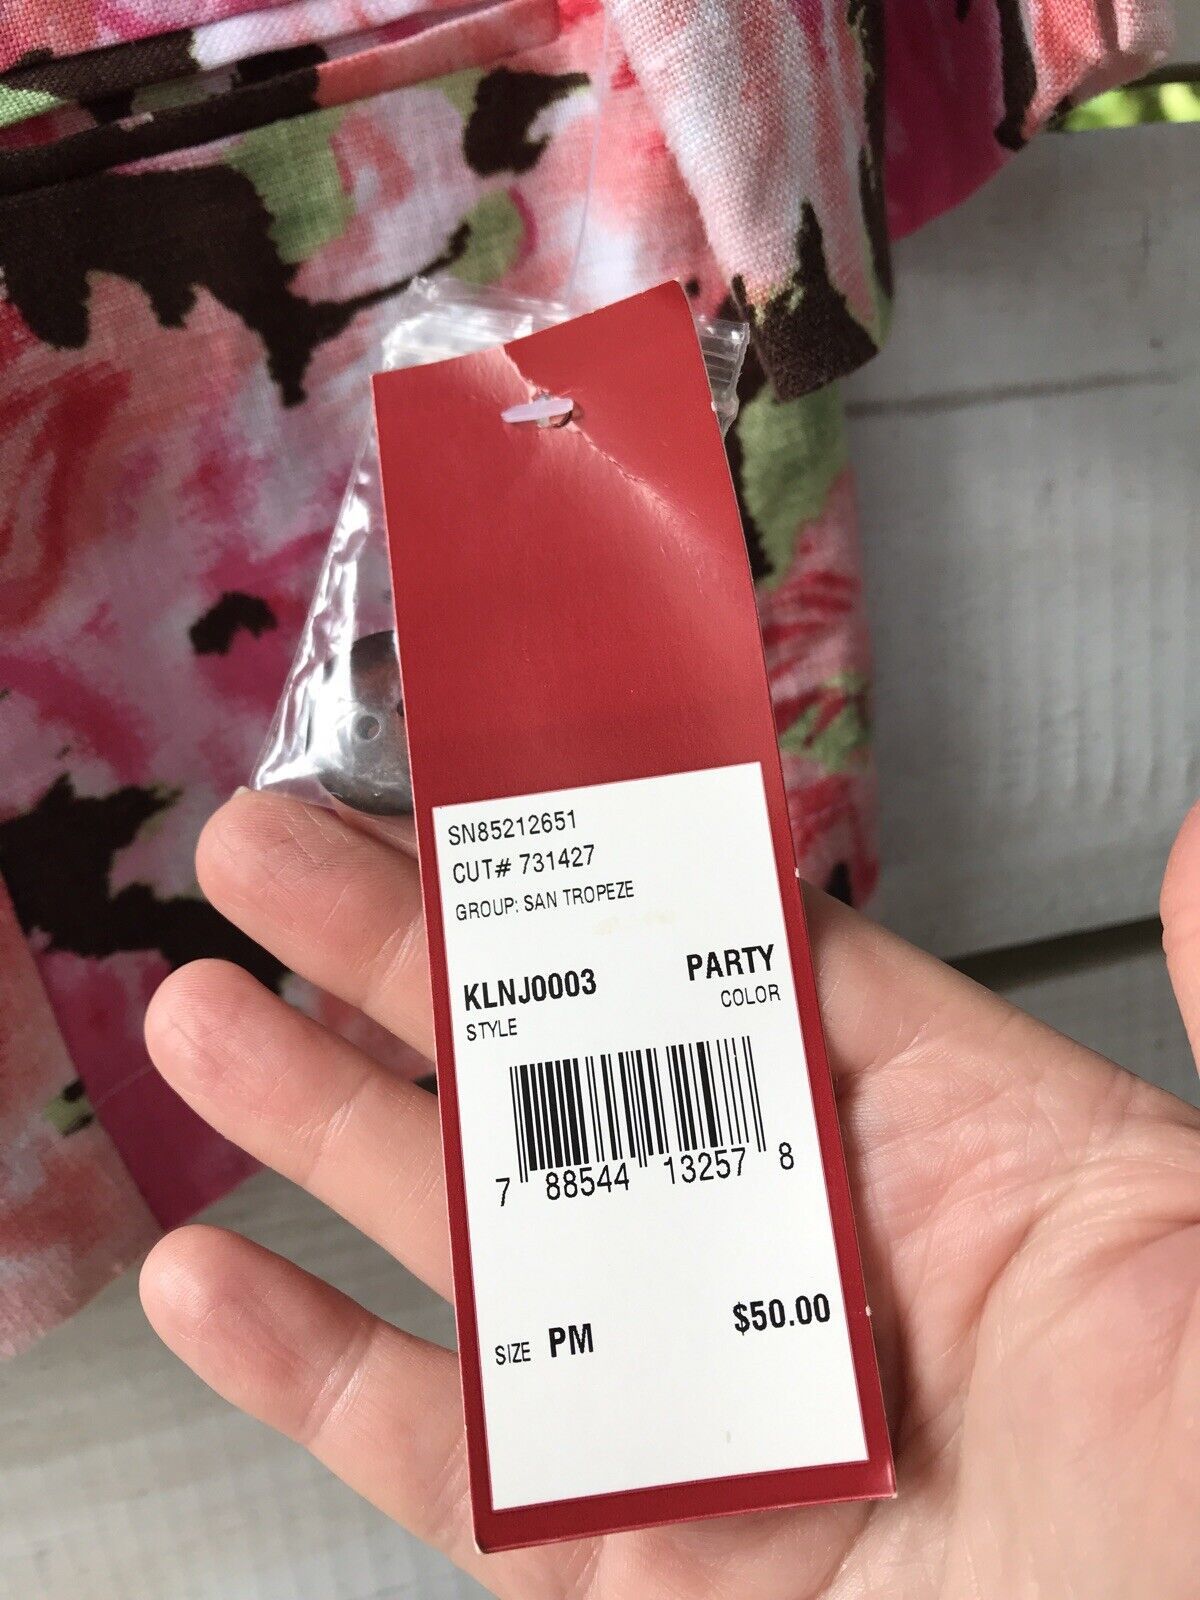 SN85212651
CUT# 731427
GROUP: SAN TROPEZE
KLNJ0003 PARTY
STYLE COLOR
7 88544 13257 8
SIZE PM $50.00